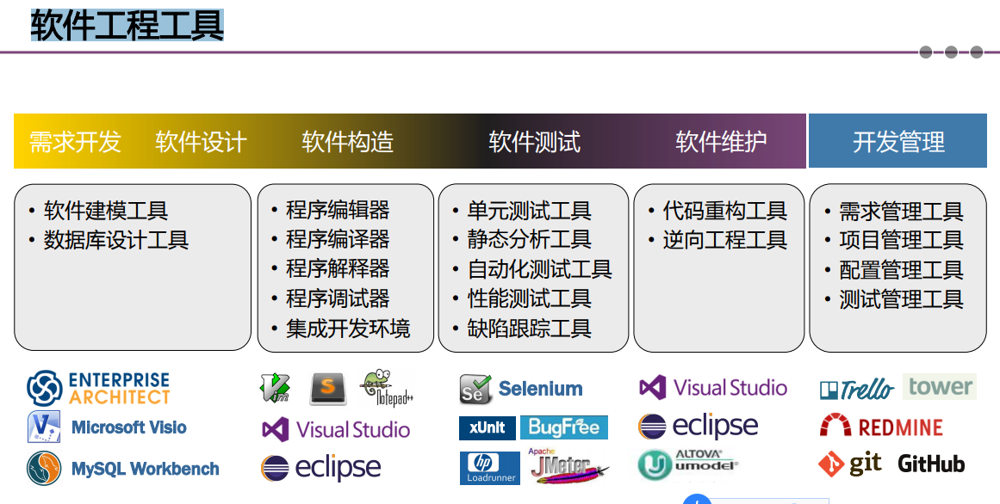 软件工程工具
需求开发
软件设计
软件构造
软件测试
软件维护
开发管理
• 软件建模工具
• 数据库设计工具
• 程序编辑器
• 程序编译器
• 程序解释器
• 程序调试器
• 集成开发环境
• 单元测试工具
• 静态分析工具
• 自动化测试工具
• 性能测试工具
• 缺陷跟踪工具
• 代码重构工具
• 逆向工程工具
• 需求管理工具
• 项目管理工具
• 配置管理工具
• 测试管理工具
ENTERPRISE
ARCHITECT
V
Microsoft Visio
MySQL Workbench
Vim
S
Notepad++
Visual Studio
eclipse
Se
Selenium
xUnit
BugFree
hp
Loadrunner
Apache
JMeter
Visual Studio
eclipse
ALTOVA®
umodel®
Trello
tower
REDMINE
git
GitHub